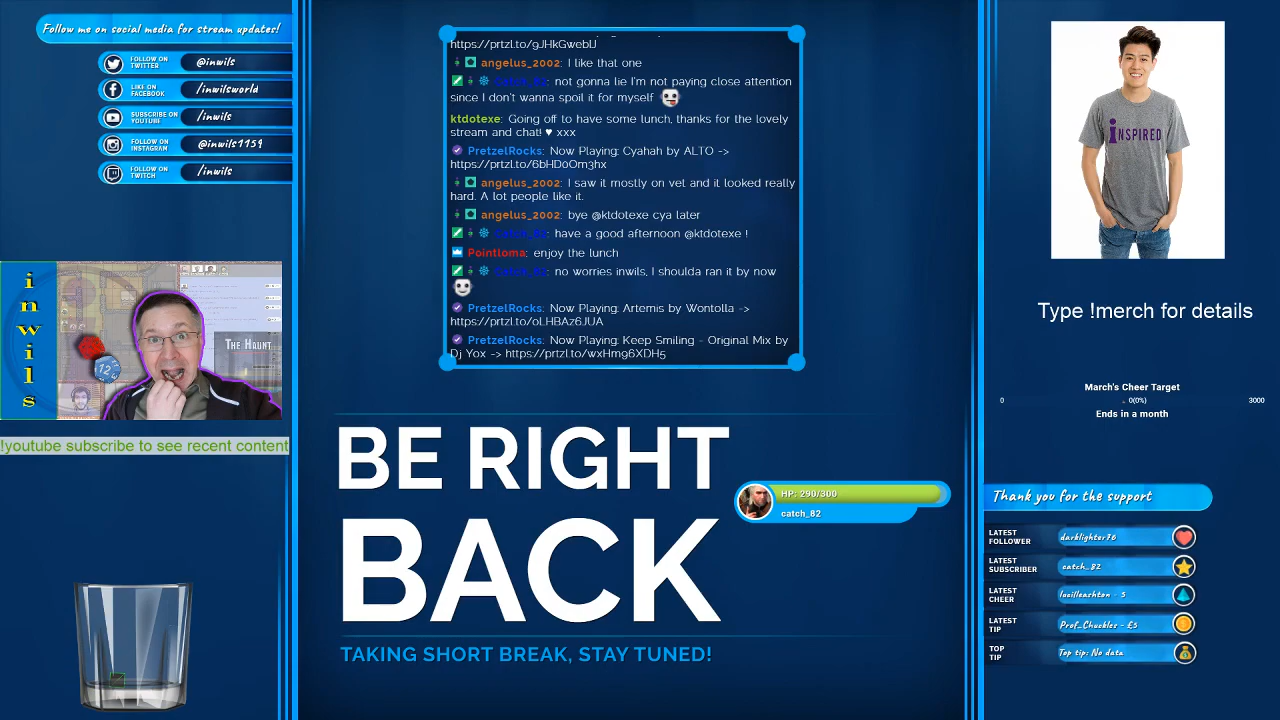 Follow me on social media for stream updates!
FOLLOW ON TWITTER
@inwils
LIKE ON FACEBOOK
/inwilsworld
SUBSCRIBE ON YOUTUBE
/inwils
FOLLOW ON INSTAGRAM
@inwils1159
FOLLOW ON TWITCH
/inwils
inwils
THE HAUNT
12
!youtube subscribe to see recent content
https://prtzl.to/9JHkGwebIJ
angelus_2002: I like that one
Catch_82: not gonna lie I'm not paying close attention
since I don't wanna spoil it for myself
ktdotexe: Going off to have some lunch, thanks for the lovely
stream and chat! ♥ xxx
PretzelRocks: Now Playing: Cyahah by ALTO ->
https://prtzl.to/6bHD0Om3hx
angelus_2002: I saw it mostly on vet and it looked really
hard. A lot people like it.
angelus_2002: bye @ktdotexe cya later
Catch_82: have a good afternoon @ktdotexe !
Pointloma: enjoy the lunch
Catch_82: no worries inwils, I shoulda ran it by now
PretzelRocks: Now Playing: Artemis by Wontolla ->
https://prtzl.to/oLHBAz6JUA
PretzelRocks: Now Playing: Keep Smiling - Original Mix by
Dj Yox -> https://prtzl.to/wxHm96XDH5
BE RIGHT
BACK
HP: 290/300
catch_82
TAKING SHORT BREAK, STAY TUNED!
INSPIRED
Type !merch for details
March's Cheer Target
0
0(0%)
3000
Ends in a month
Thank you for the support
LATEST FOLLOWER
darklighter76
LATEST SUBSCRIBER
catch_82
LATEST CHEER
louilleashton - 5
LATEST TIP
Prof_Chuckles - £5
TOP TIP
Top tip: No data